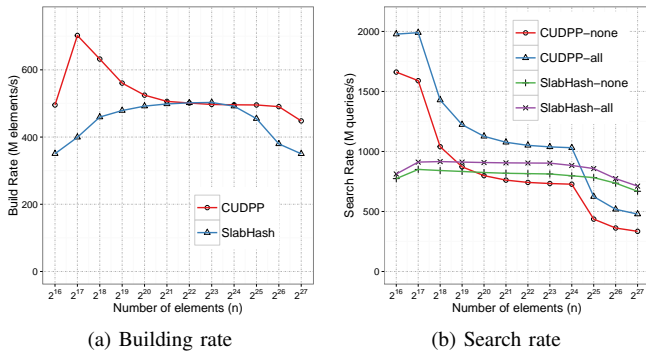 Build Rate (M elements/s)
600
400
200
0
CUDPP
SlabHash
2^16 2^17 2^18 2^19 2^20 2^21 2^22 2^23 2^24 2^25 2^26 2^27
Number of elements (n)
(a) Building rate
Search Rate (M queries/s)
2000
1500
1000
500
0
CUDPP−none
CUDPP−all
SlabHash−none
SlabHash−all
2^16 2^17 2^18 2^19 2^20 2^21 2^22 2^23 2^24 2^25 2^26 2^27
Number of elements (n)
(b) Search rate